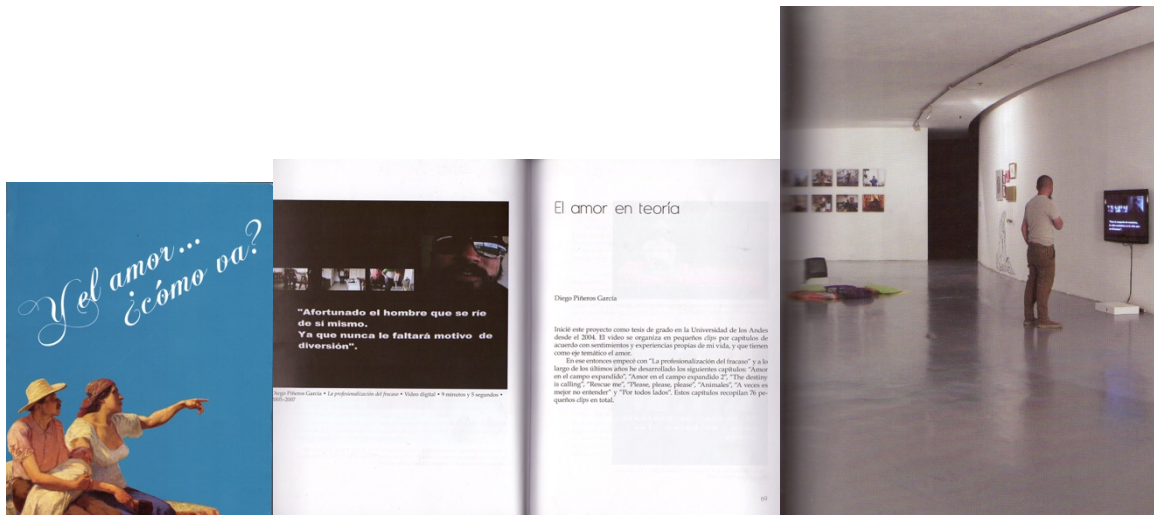 Y el amor...
¿cómo va?
"Afortunado el hombre que se ríe
de si mismo.
Ya que nunca le faltará motivo de
diversión".
Diego Piñeros García • La profesionalización del fracaso • Video digital • 9 minutos y 5 segundos •
2005-2007
El amor en teoría
Diego Piñeros García
Inicié este proyecto como tesis de grado en la Universidad de los Andes
desde el 2004. El video se organiza en pequeños clips por capítulos de
acuerdo con sentimientos y experiencias propias de mi vida, y que tienen
como eje temático el amor.
En ese entonces empecé con "La profesionalización del fracaso" y a lo
largo de los últimos años he desarrollado los siguientes capítulos: "Amor
en el campo expandido", "Amor en el campo expandido 2", "The destiny
is calling", "Rescue me", "Please, please, please", "Animales", "A veces es
mejor no entender" y "Por todos lados". Estos capítulos recopilan 76 pe-
queños clips en total.